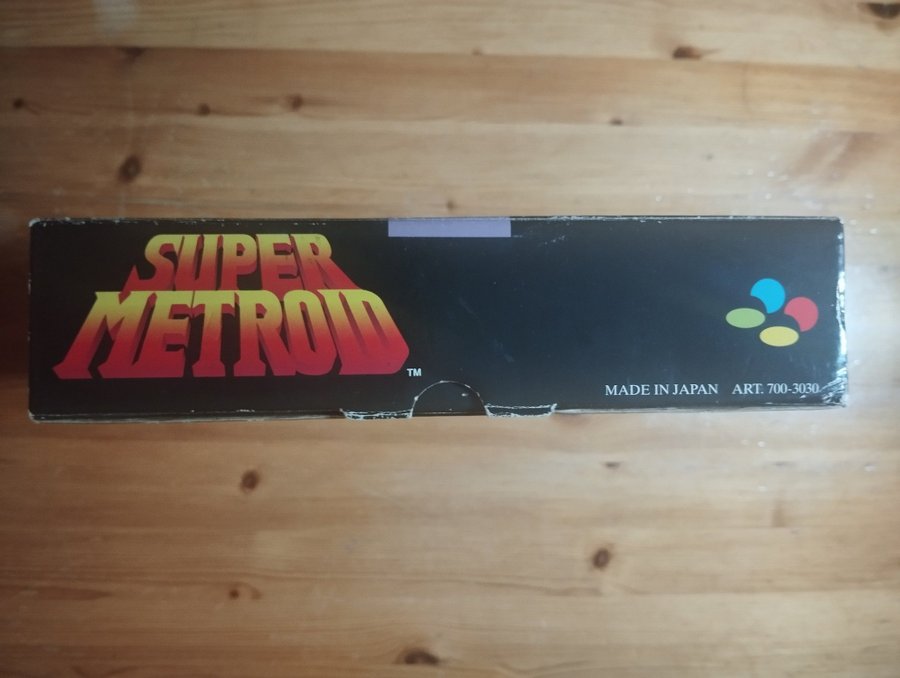 SUPER
METROID
TM
MADE IN JAPAN ART. 700-3030